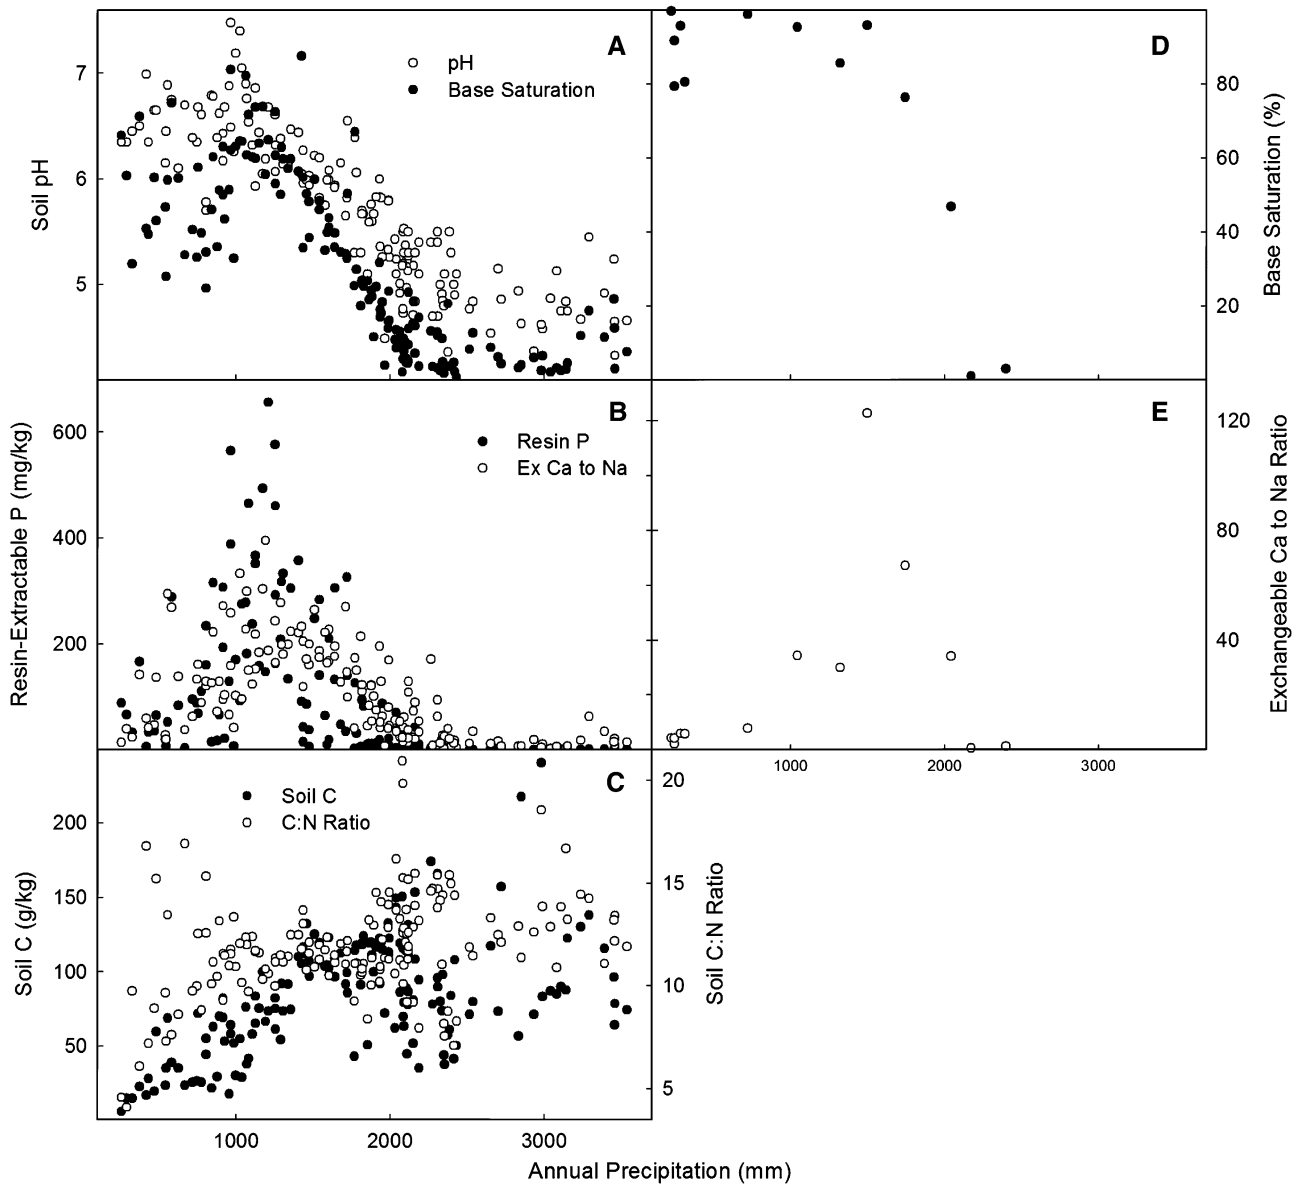 A
pH
Base Saturation
7
6
5
Soil pH
D
80
60
40
20
Base Saturation (%)
B
Resin P
Ex Ca to Na
600
400
200
Resin-Extractable P (mg/kg)
E
120
80
40
Exchangeable Ca to Na Ratio
1000 2000 3000
C
Soil C
C:N Ratio
200
150
100
50
Soil C (g/kg)
20
15
10
5
Soil C:N Ratio
1000 2000 3000
Annual Precipitation (mm)